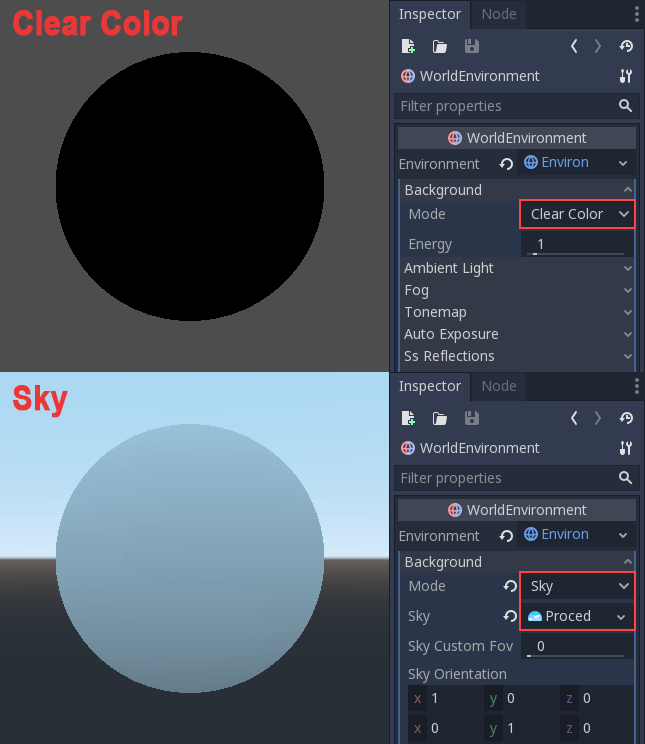 Clear Color
Inspector Node
WorldEnvironment
Filter properties
WorldEnvironment
Environment Environ
Background
Mode Clear Color
Energy 1
Ambient Light
Fog
Tonemap
Auto Exposure
Ss Reflections
Sky
Inspector Node
WorldEnvironment
Filter properties
WorldEnvironment
Environment Environ
Background
Mode Sky
Sky Proced
Sky Custom Fov 0
Sky Orientation
x 1 y 0 z 0
x 0 y 1 z 0